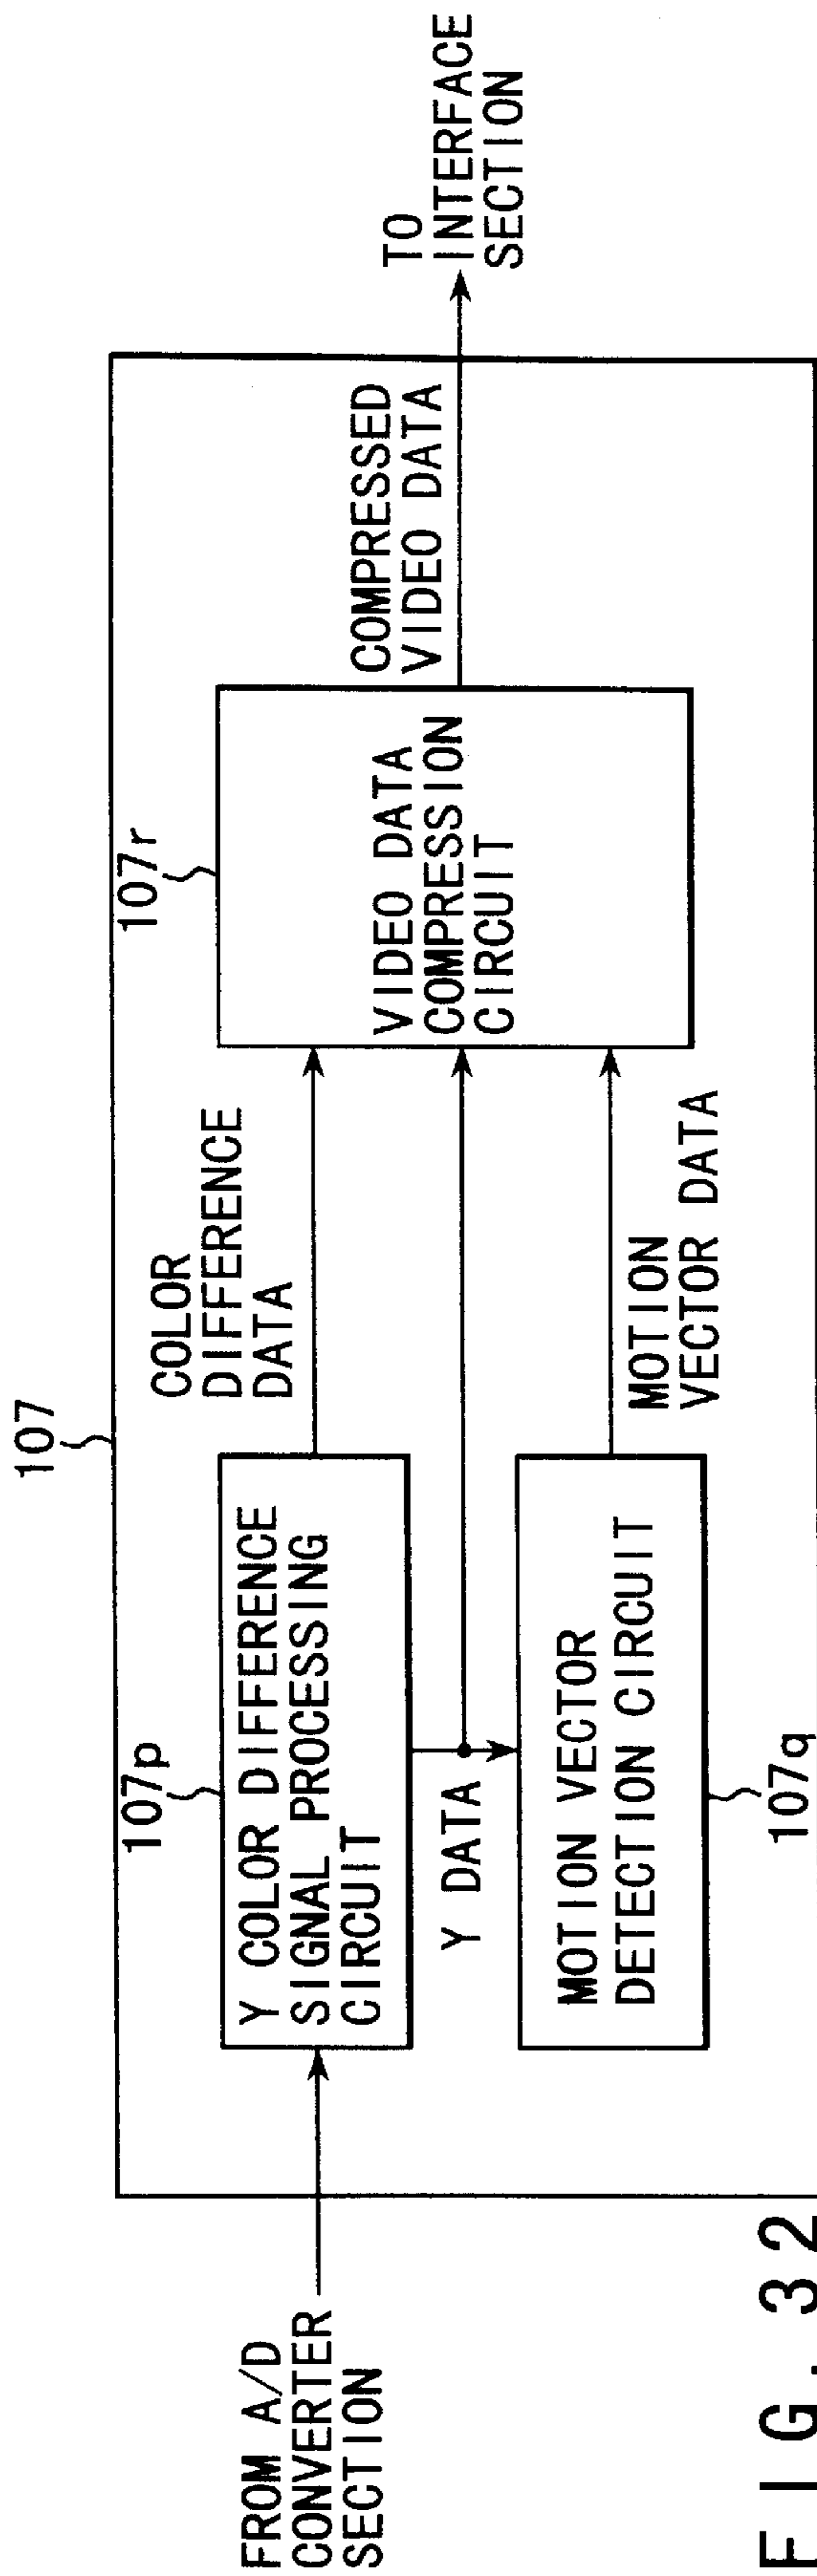 107
FROM A/D
CONVERTER
SECTION
107p
Y COLOR DIFFERENCE
SIGNAL PROCESSING
CIRCUIT
COLOR
DIFFERENCE
DATA
Y DATA
MOTION VECTOR
DETECTION CIRCUIT
107q
MOTION
VECTOR DATA
107r
VIDEO DATA
COMPRESSION
CIRCUIT
COMPRESSED
VIDEO DATA
TO
INTERFACE
SECTION
FIG. 32